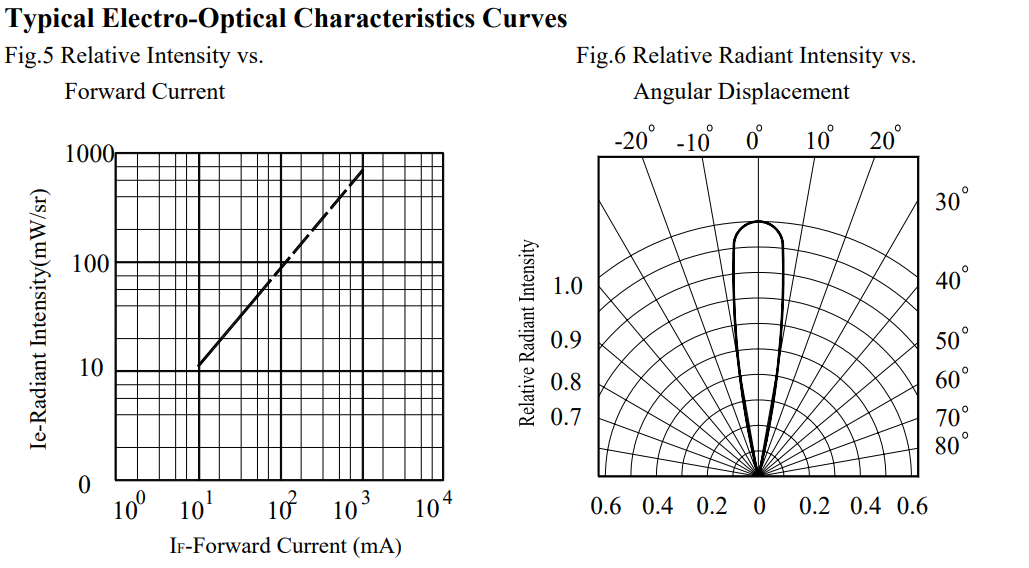 Typical Electro-Optical Characteristics Curves
Fig.5 Relative Intensity vs.
Forward Current
Fig.6 Relative Radiant Intensity vs.
Angular Displacement
Ie-Radiant Intensity(mW/sr)
1000
100
10
0
10⁰ 10¹ 10² 10³ 10⁴
IF-Forward Current (mA)
-20° -10° 0° 10° 20°
30°
40°
50°
60°
70°
80°
Relative Radiant Intensity
1.0
0.9
0.8
0.7
0.6 0.4 0.2 0 0.2 0.4 0.6